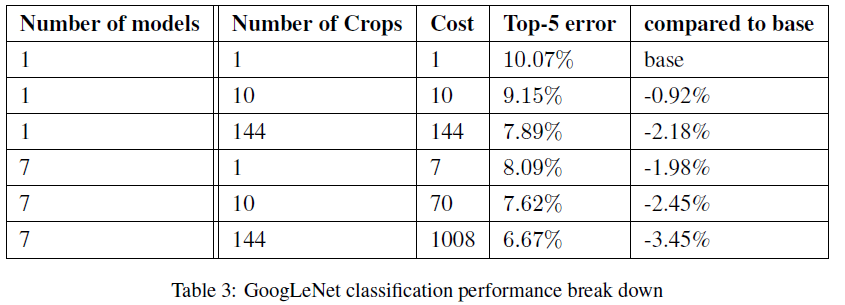 Number of models Number of Crops Cost Top-5 error compared to base
1 1 1 10.07% base
1 10 10 9.15% -0.92%
1 144 144 7.89% -2.18%
7 1 7 8.09% -1.98%
7 10 70 7.62% -2.45%
7 144 1008 6.67% -3.45%
Table 3: GoogLeNet classification performance break down